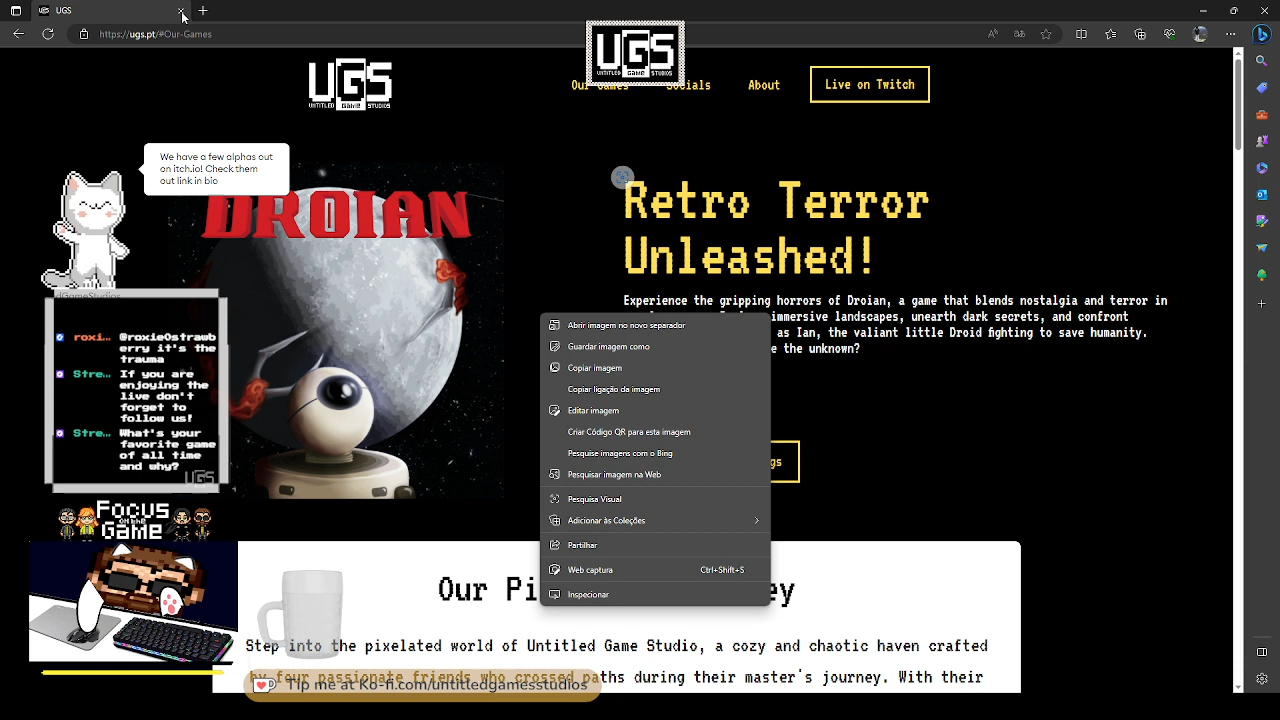 UGS
https://ugs.pt/#Our-Games
UGS
UNTITLED GAME STUDIOS
UGS
UNTITLED GAME STUDIOS
Our Games
Socials
About
Live on Twitch
We have a few alphas out
on itch.io! Check them
out link in bio
DROIAN
Retro Terror
Unleashed!
Experience the gripping horrors of Droian, a game that blends nostalgia and terror in
immersive landscapes, unearth dark secrets, and confront
as Ian, the valiant little Droid fighting to save humanity.
e the unknown?
dGameStudios
roxi... @roxie0strawb
erry it's the
trauma
Stre... If you are
enjoying the
live don't
forget to
follow us!
Stre... What's your
favorite game
of all time
and why?
UGS
Abrir imagem no novo separador
Guardar imagem como
Copiar imagem
Copiar ligação da imagem
Editar imagem
Criar Código QR para esta imagem
Pesquise imagens com o Bing
Pesquisar imagem na Web
Pesquisa Visual
Adicionar às Coleções
Partilhar
Web captura Ctrl+Shift+S
Inspecionar
gs
Focus
on the
Game
Our Pi
ey
Step into the pixelated world of Untitled Game Studio, a cozy and chaotic haven crafted
by four passionate friends who crossed paths during their master's journey. With their
Tip me at Ko-fi.com/untitledgamesstudios